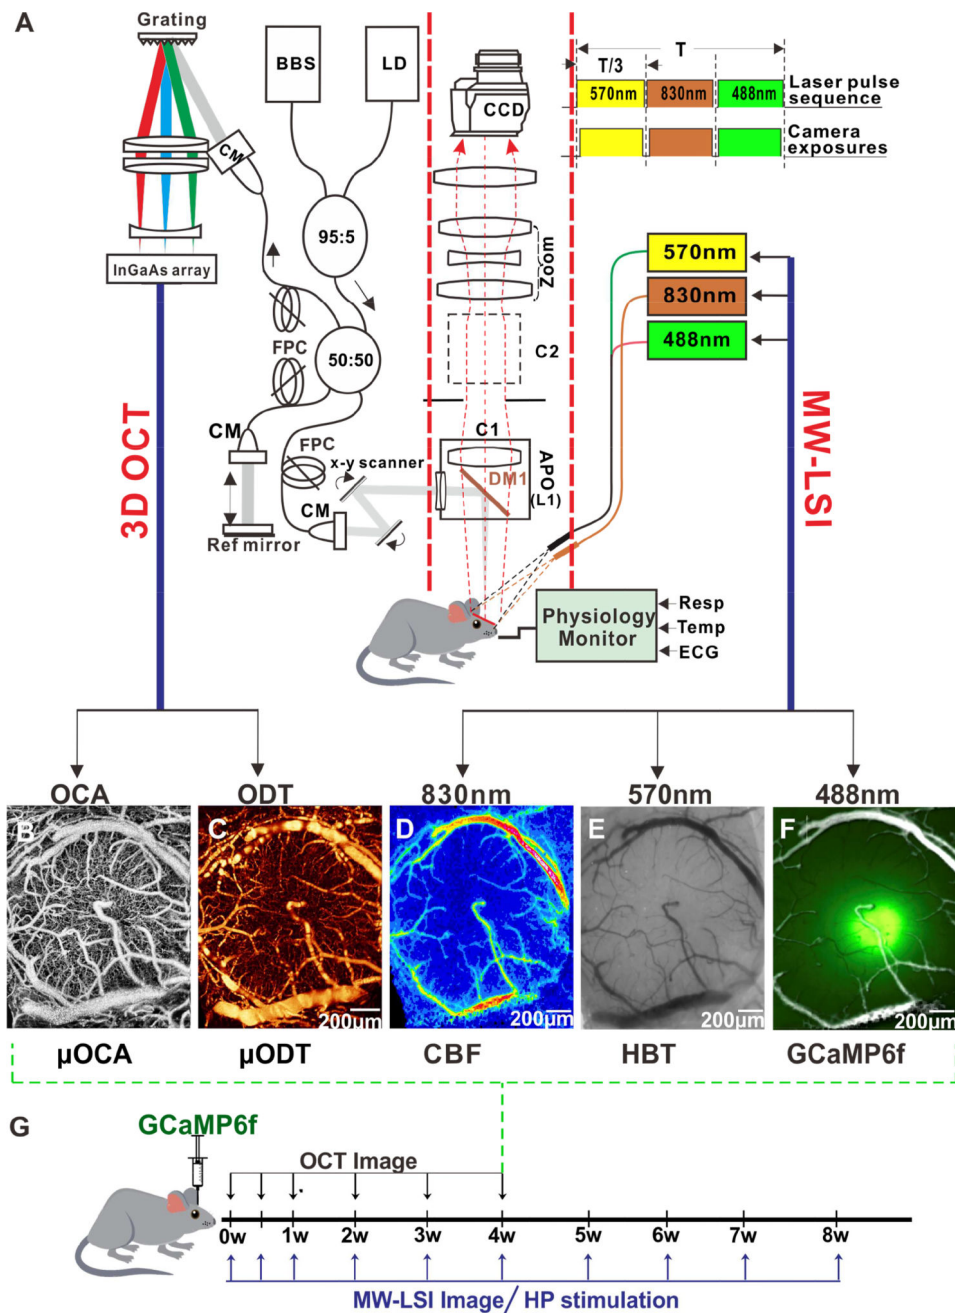 A
Grating
BBS
LD
CCD
T
T/3
570nm
830nm
488nm
Laser pulse
sequence
Camera
exposures
CM
95:5
Zoom
InGaAs array
570nm
830nm
488nm
FPC
50:50
C2
3D OCT
MW-LSI
CM
FPC
C1
x-y scanner
DM1
APO
(L1)
CM
Ref mirror
Physiology
Monitor
Resp
Temp
ECG
OCA
ODT
830nm
570nm
488nm
B
C
D
E
F
200µm
200µm
200µm
200µm
µOCA
µODT
CBF
HBT
GCaMP6f
G
GCaMP6f
OCT Image
0w
1w
2w
3w
4w
5w
6w
7w
8w
MW-LSI Image/ HP stimulation